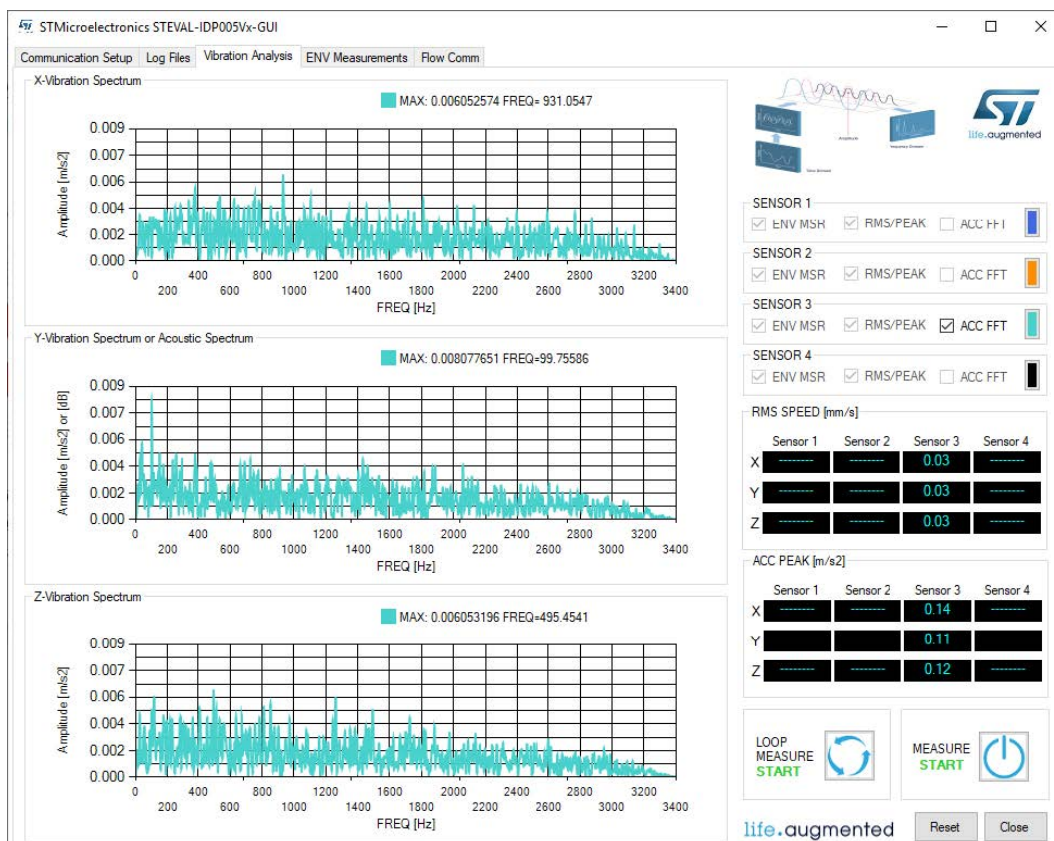 STMicroelectronics STEVAL-IDP005Vx-GUI
Communication Setup Log Files Vibration Analysis ENV Measurements Flow Comm
X-Vibration Spectrum
MAX: 0.006052574 FREQ= 931.0547
Amplitude [m|s2]
0.009
0.007
0.006
0.004
0.002
0.000
0 400 800 1200 1600 2000 2400 2800 3200
200 600 1000 1400 1800 2200 2600 3000 3400
FREQ [Hz]
Y-Vibration Spectrum or Acoustic Spectrum
MAX: 0.008077651 FREQ=99.75586
Amplitude [m|s2] or [dB]
0.009
0.007
0.006
0.004
0.002
0.000
0 400 800 1200 1600 2000 2400 2800 3200
200 600 1000 1400 1800 2200 2600 3000 3400
FREQ [Hz]
Z-Vibration Spectrum
MAX: 0.006053196 FREQ=495.4541
Amplitude [m|s2]
0.009
0.007
0.006
0.004
0.002
0.000
0 400 800 1200 1600 2000 2400 2800 3200
200 600 1000 1400 1800 2200 2600 3000 3400
FREQ [Hz]
Amplitude
Frequency Domain
Time Domain
ST
life.augmented
SENSOR 1
ENV MSR RMS/PEAK ACC FFT
SENSOR 2
ENV MSR RMS/PEAK ACC FFT
SENSOR 3
ENV MSR RMS/PEAK ACC FFT
SENSOR 4
ENV MSR RMS/PEAK ACC FFT
RMS SPEED [mm/s]
Sensor 1 Sensor 2 Sensor 3 Sensor 4
X -------- -------- 0.03 --------
Y -------- -------- 0.03 --------
Z -------- -------- 0.03 --------
ACC PEAK [m/s2]
Sensor 1 Sensor 2 Sensor 3 Sensor 4
X -------- -------- 0.14 --------
Y 0.11
Z -------- -------- 0.12 --------
LOOP
MEASURE
START
MEASURE
START
life.augmented
Reset Close